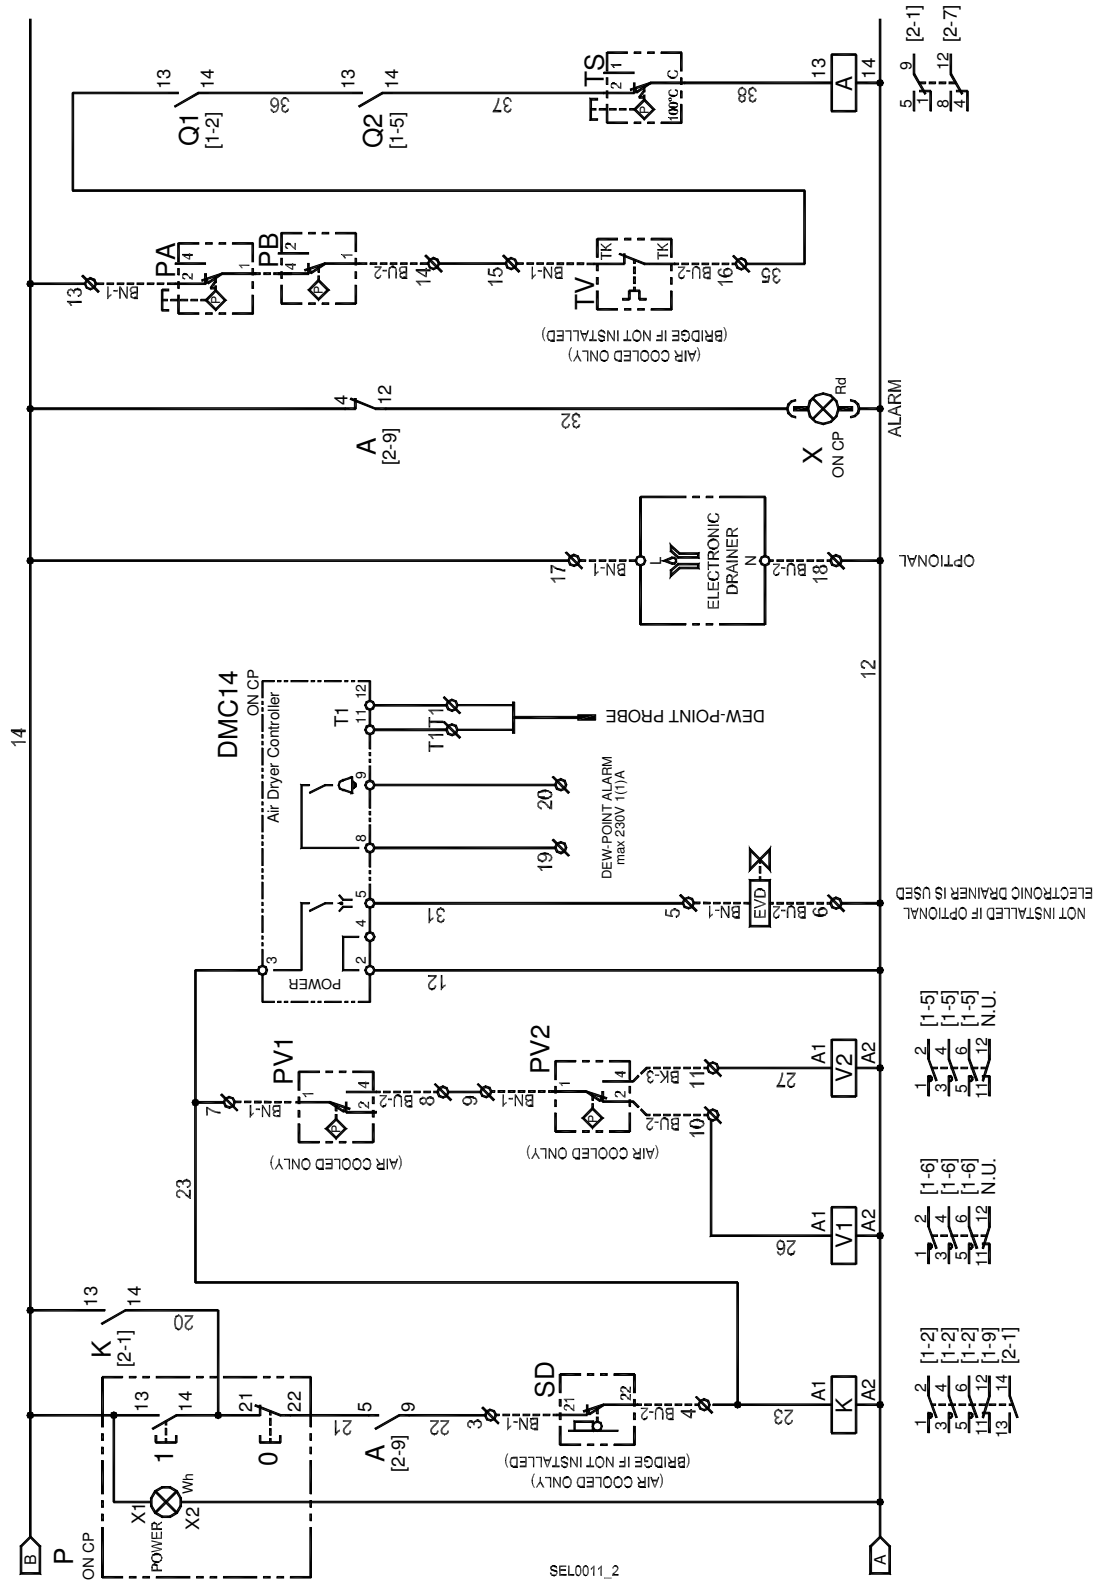 14
B
P
ON CP
POWER
X1
X2
Wh
1
13
14
0
21
22
K
[2-1]
13
14
20
21
A
[2-9]
5
9
22
3
BN-1
SD
21
22
(AIR COOLED ONLY)
(BRIDGE IF NOT INSTALLED)
BU-2
4
23
A1
K
A2
1 2 [1-2]
3 4 [1-2]
5 6 [1-2]
11 12 [1-9]
13 14 [2-1]
23
7
BN-1
PV1
1
2
4
(AIR COOLED ONLY)
P
BU-2
8
9
BN-1
PV2
1
2
4
(AIR COOLED ONLY)
P
BU-2
BK-3
10
11
26
27
A1
V1
A2
A1
V2
A2
1 2 [1-6]
3 4 [1-6]
5 6 [1-6]
11 12 N.U.
1 2 [1-5]
3 4 [1-5]
5 6 [1-5]
11 12 N.U.
DMC14
ON CP
Air Dryer Controller
POWER
3
2
4
5
8
9
T1
11
12
12
31
5
BN-1
EVD
BU-2
6
NOT INSTALLED IF OPTIONAL
ELECTRONIC DRAINER IS USED
19
20
DEW-POINT ALARM
max 230V 1(1)A
T1
T1
DEW-POINT PROBE
12
17
BN-1
L
ELECTRONIC
DRAINER
N
BU-2
18
OPTIONAL
A
[2-9]
4
12
32
X
ON CP
Rd
ALARM
13
BN-1
PA
2
4
1
P
PB
4
2
1
P
BU-2
14
15
BN-1
TV
TK
TK
(AIR COOLED ONLY)
(BRIDGE IF NOT INSTALLED)
BU-2
16
35
Q1
[1-2]
13
14
36
Q2
[1-5]
13
14
37
TS
2
1
P
100°C C
38
13
A
14
5 9 [2-1]
1
8 12 [2-7]
4
A
SEL0011_2